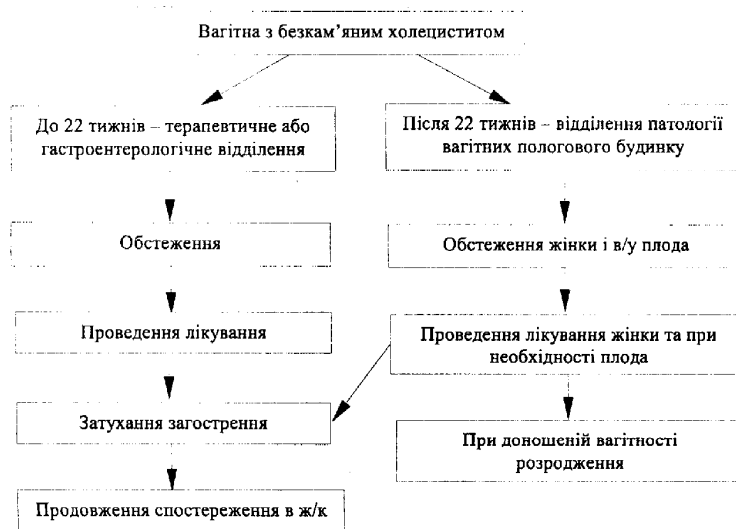 Вагітна з безкам'яним холециститом
До 22 тижнів – терапевтичне або
гастроентерологічне відділення
Після 22 тижнів – відділення патології
вагітних пологового будинку
Обстеження
Обстеження жінки і в/у плода
Проведення лікування
Проведення лікування жінки та при
необхідності плода
Затухання загострення
При доношеній вагітності
розродження
Продовження спостереження в ж/к